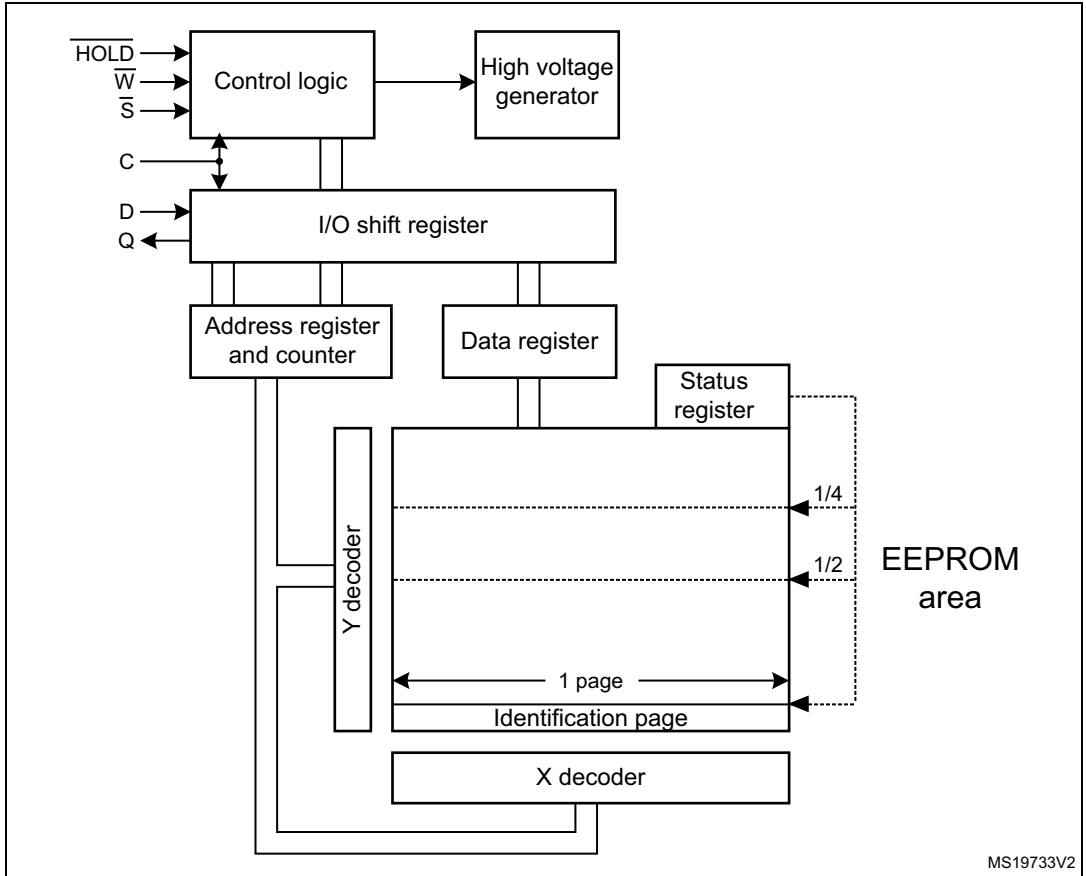 H̅O̅L̅D̅
W̅
S̅
Control logic
High voltage
generator
C
D
Q
I/O shift register
Address register
and counter
Data register
Status
register
Y decoder
1/4
1/2
EEPROM
area
1 page
Identification page
X decoder
MS19733V2